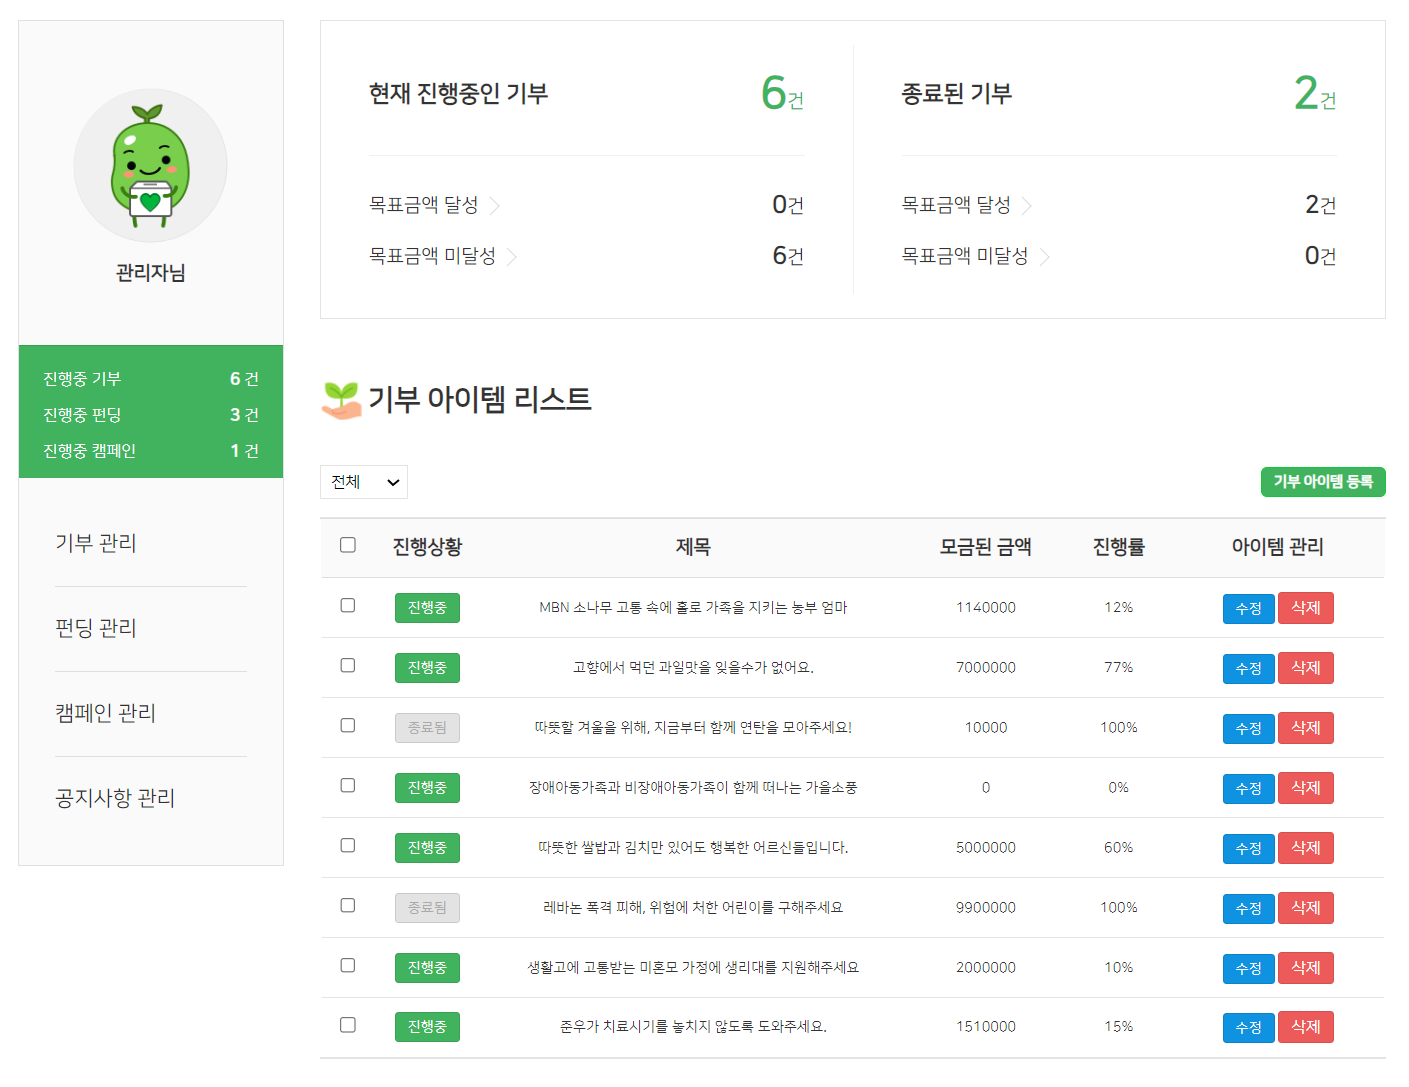 관리자님
진행중 기부 6 건
진행중 펀딩 3 건
진행중 캠페인 1 건
기부 관리
펀딩 관리
캠페인 관리
공지사항 관리
현재 진행중인 기부 6건
목표금액 달성 0건
목표금액 미달성 6건
종료된 기부 2건
목표금액 달성 2건
목표금액 미달성 0건
기부 아이템 리스트
전체
기부 아이템 등록
진행상황 제목 모금된 금액 진행률 아이템 관리
진행중 MBN 소나무 고통 속에 홀로 가족을 지키는 농부 엄마 1140000 12% 수정 삭제
진행중 고향에서 먹던 과일맛을 잊을수가 없어요. 7000000 77% 수정 삭제
종료됨 따뜻할 겨울을 위해, 지금부터 함께 연탄을 모아주세요! 10000 100% 수정 삭제
진행중 장애아동가족과 비장애아동가족이 함께 떠나는 가을소풍 0 0% 수정 삭제
진행중 따뜻한 쌀밥과 김치만 있어도 행복한 어르신들입니다. 5000000 60% 수정 삭제
종료됨 레바논 폭격 피해, 위험에 처한 어린이를 구해주세요 9900000 100% 수정 삭제
진행중 생활고에 고통받는 미혼모 가정에 생리대를 지원해주세요 2000000 10% 수정 삭제
진행중 준우가 치료시기를 놓치지 않도록 도와주세요. 1510000 15% 수정 삭제